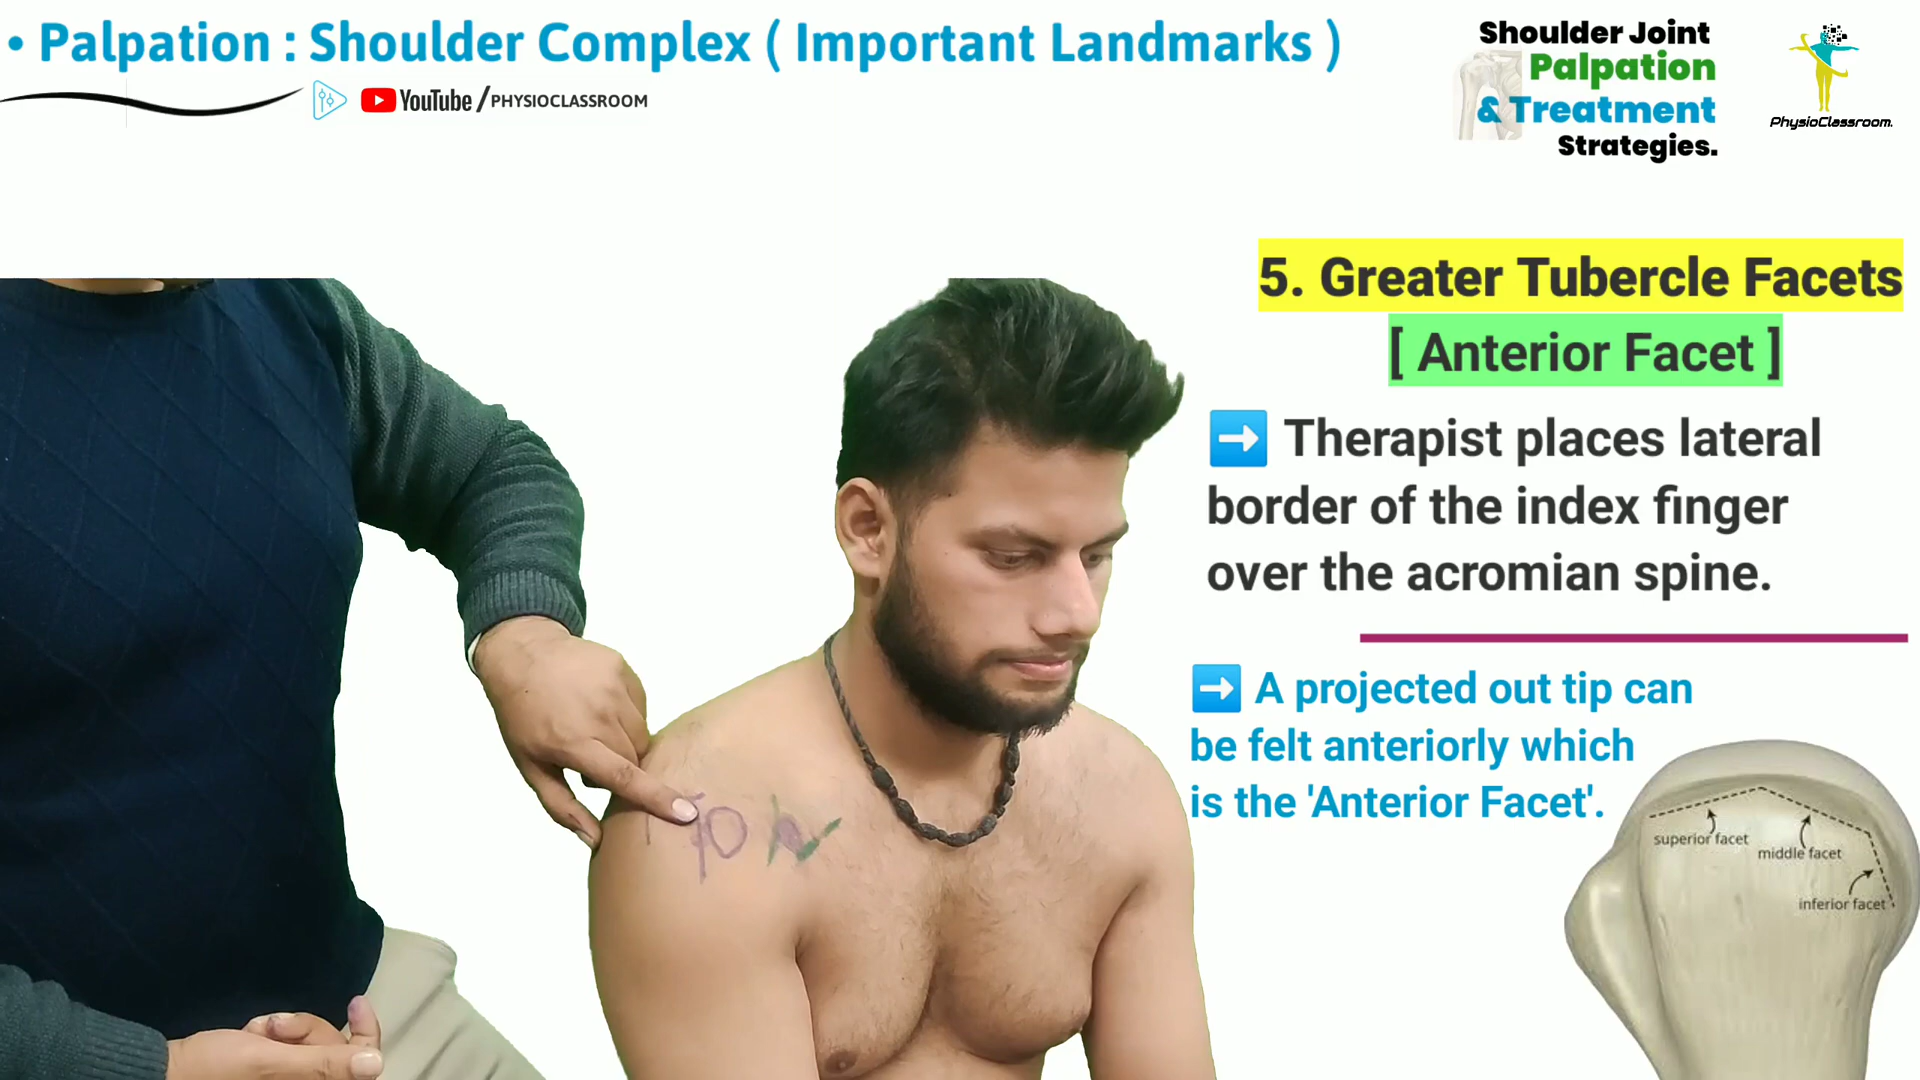 • Palpation : Shoulder Complex ( Important Landmarks )
YouTube / PHYSIOCLASSROOM
Shoulder Joint
Palpation
& Treatment
Strategies.
PhysioClassroom.
5. Greater Tubercle Facets
[ Anterior Facet ]
➡ Therapist places lateral
border of the index finger
over the acromian spine.
➡ A projected out tip can
be felt anteriorly which
is the 'Anterior Facet'.
superior facet
middle facet
inferior facet